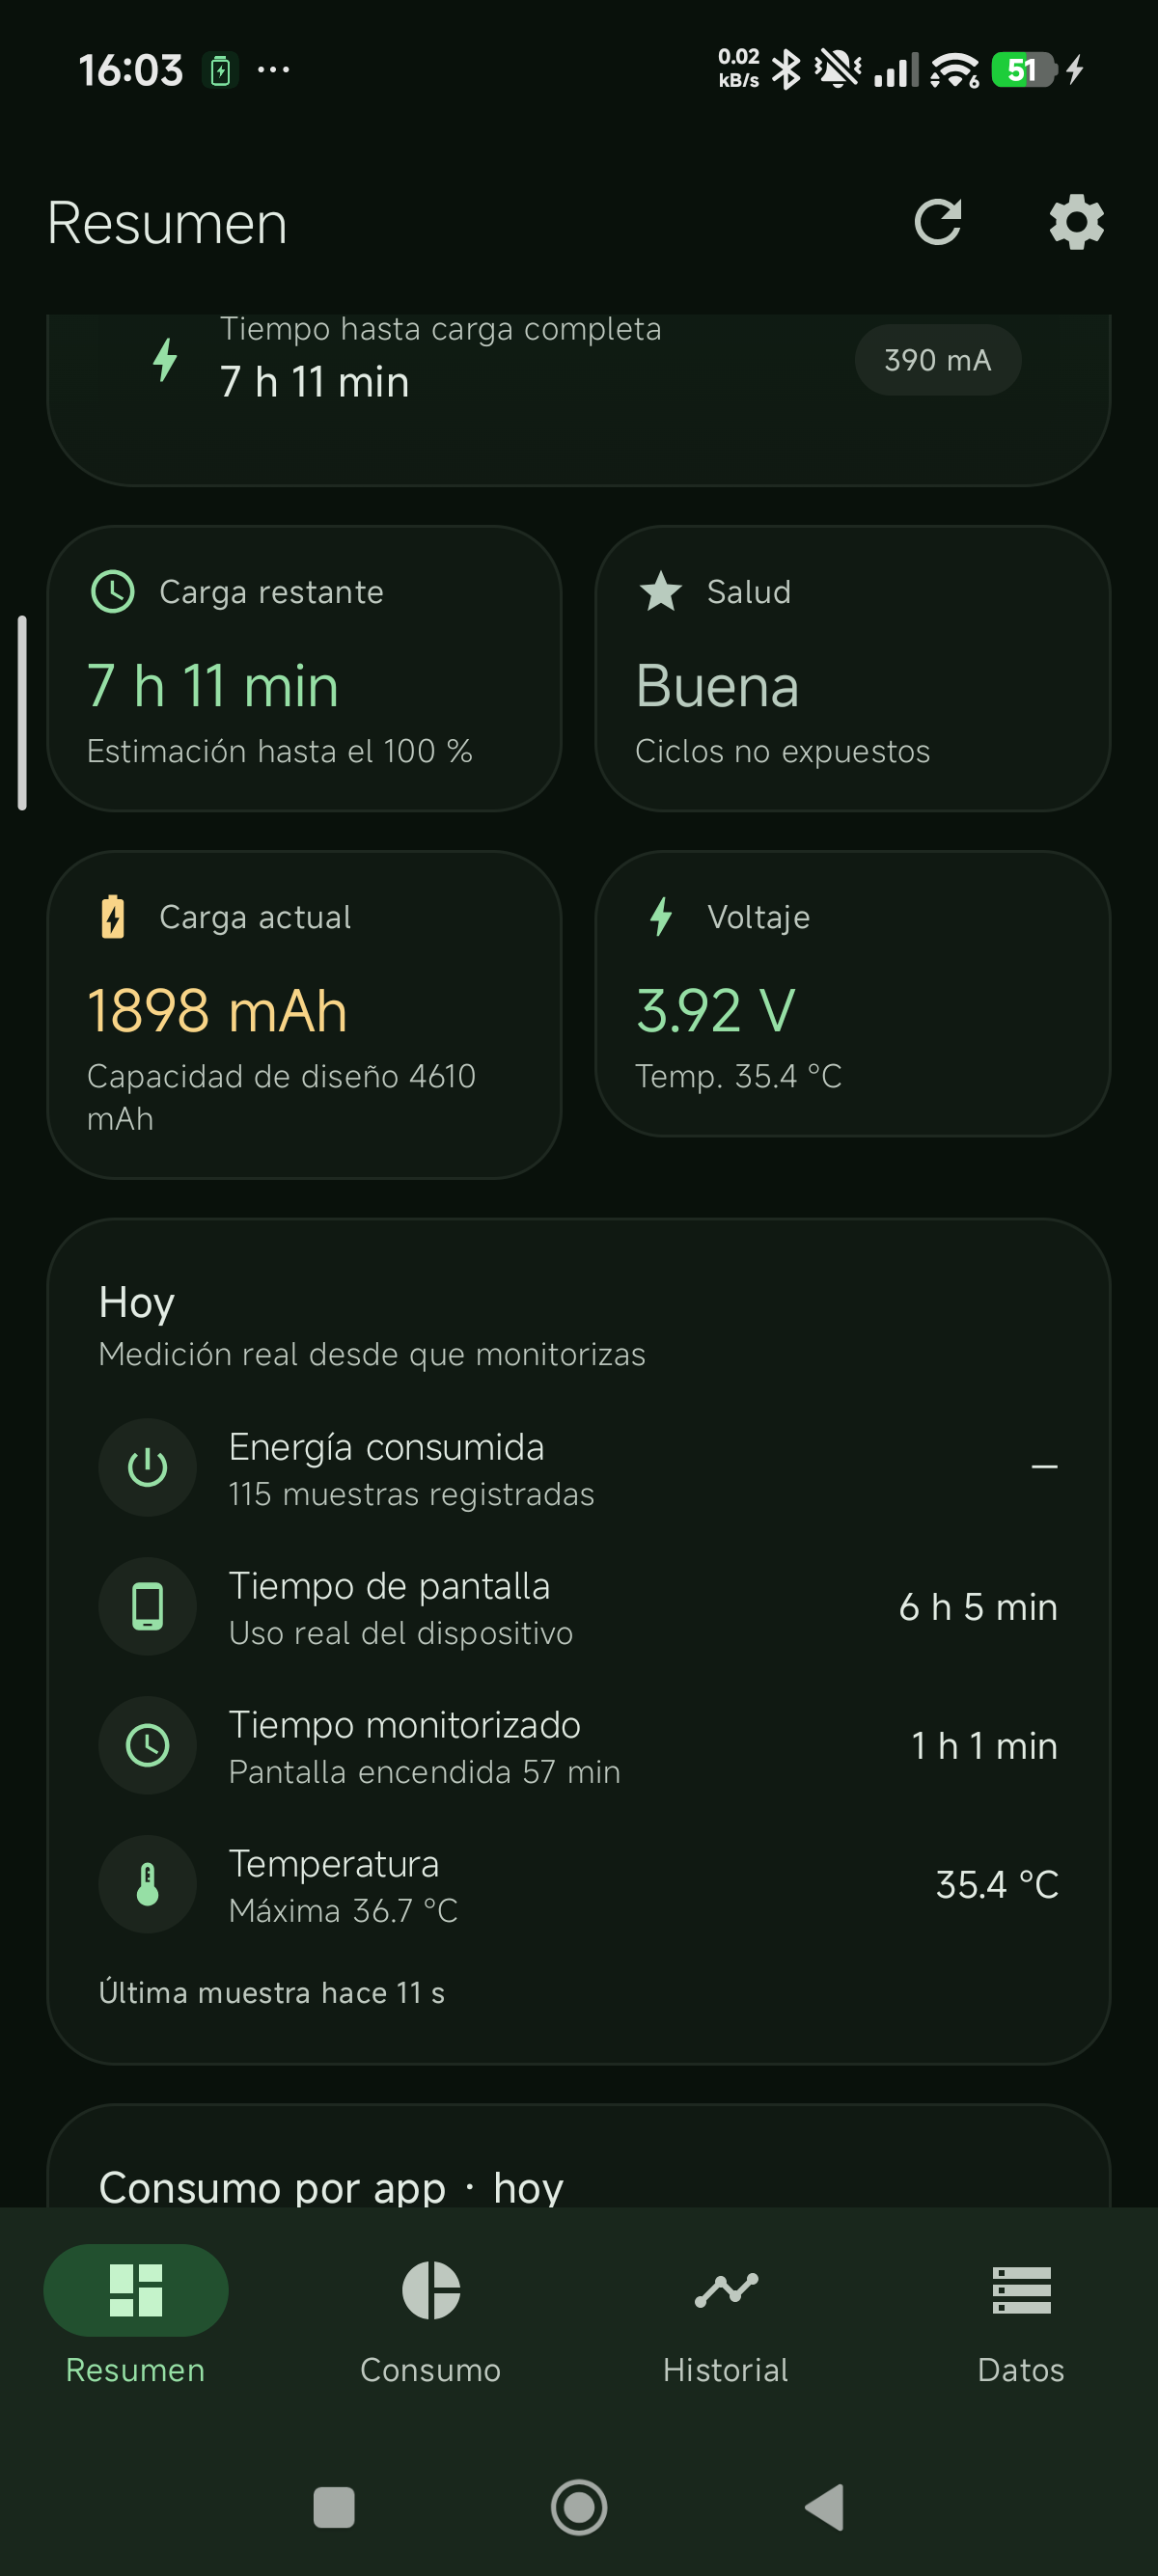 16:03
0.02
kB/s
6
51
Resumen
Tiempo hasta carga completa
7 h 11 min
390 mA
Carga restante
7 h 11 min
Estimación hasta el 100 %
Salud
Buena
Ciclos no expuestos
Carga actual
1898 mAh
Capacidad de diseño 4610
mAh
Voltaje
3.92 V
Temp. 35.4 °C
Hoy
Medición real desde que monitorizas
Energía consumida
115 muestras registradas
—
Tiempo de pantalla
Uso real del dispositivo
6 h 5 min
Tiempo monitorizado
Pantalla encendida 57 min
1 h 1 min
Temperatura
Máxima 36.7 °C
35.4 °C
Última muestra hace 11 s
Consumo por app · hoy
Resumen
Consumo
Historial
Datos